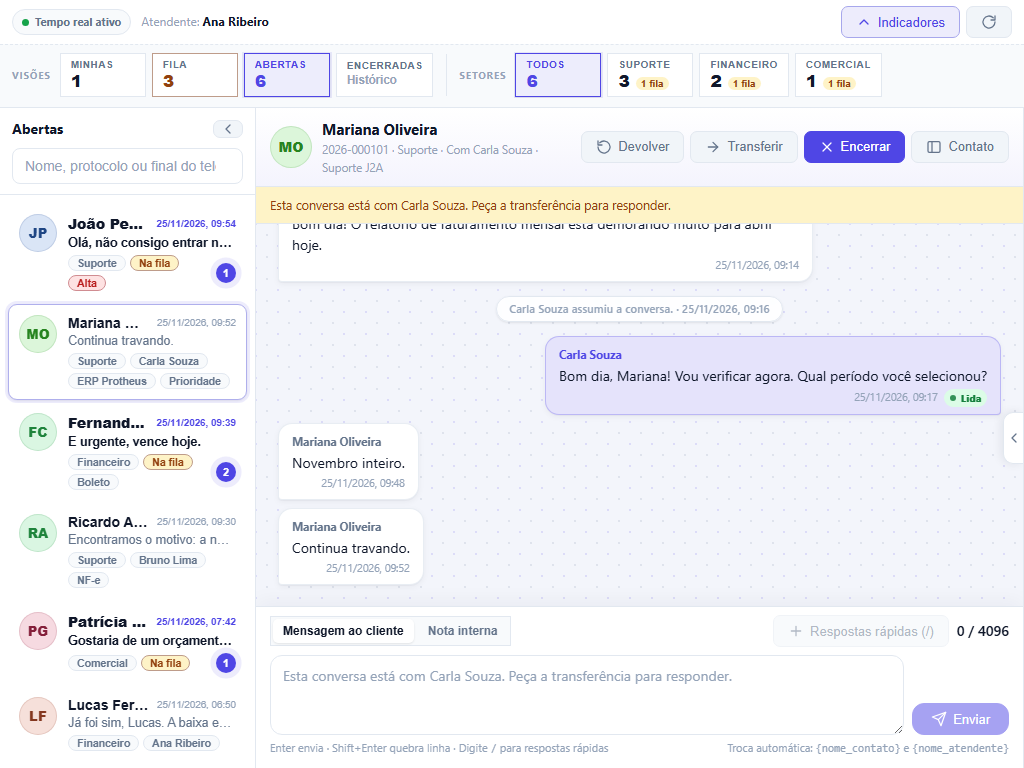 Tempo real ativo
Atendente: Ana Ribeiro
Indicadores
VISÕES
MINHAS
1
FILA
3
ABERTAS
6
ENCERRADAS
Histórico
SETORES
TODOS
6
SUPORTE
3 1 fila
FINANCEIRO
2 1 fila
COMERCIAL
1 1 fila
Abertas
Nome, protocolo ou final do tel
JP
João Pe... 25/11/2026, 09:54
Olá, não consigo entrar n...
Suporte Na fila
Alta
1
MO
Mariana ... 25/11/2026, 09:52
Continua travando.
Suporte Carla Souza
ERP Protheus Prioridade
FC
Fernand... 25/11/2026, 09:39
E urgente, vence hoje.
Financeiro Na fila
Boleto
2
RA
Ricardo A... 25/11/2026, 09:30
Encontramos o motivo: a n...
Suporte Bruno Lima
NF-e
PG
Patrícia ... 25/11/2026, 07:42
Gostaria de um orçament...
Comercial Na fila
1
LF
Lucas Fer... 25/11/2026, 06:50
Já foi sim, Lucas. A baixa e...
Financeiro Ana Ribeiro
MO
Mariana Oliveira
2026-000101 · Suporte · Com Carla Souza ·
Suporte J2A
Devolver
Transferir
Encerrar
Contato
Esta conversa está com Carla Souza. Peça a transferência para responder.
Bom dia! O relatório de faturamento mensal está demorando muito para abrir
hoje.
25/11/2026, 09:14
Carla Souza assumiu a conversa. · 25/11/2026, 09:16
Carla Souza
Bom dia, Mariana! Vou verificar agora. Qual período você selecionou?
25/11/2026, 09:17 Lida
Mariana Oliveira
Novembro inteiro.
25/11/2026, 09:48
Mariana Oliveira
Continua travando.
25/11/2026, 09:52
Mensagem ao cliente
Nota interna
Respostas rápidas (/)
0 / 4096
Esta conversa está com Carla Souza. Peça a transferência para responder.
Enviar
Enter envia · Shift+Enter quebra linha · Digite / para respostas rápidas
Troca automática: {nome_contato} e {nome_atendente}